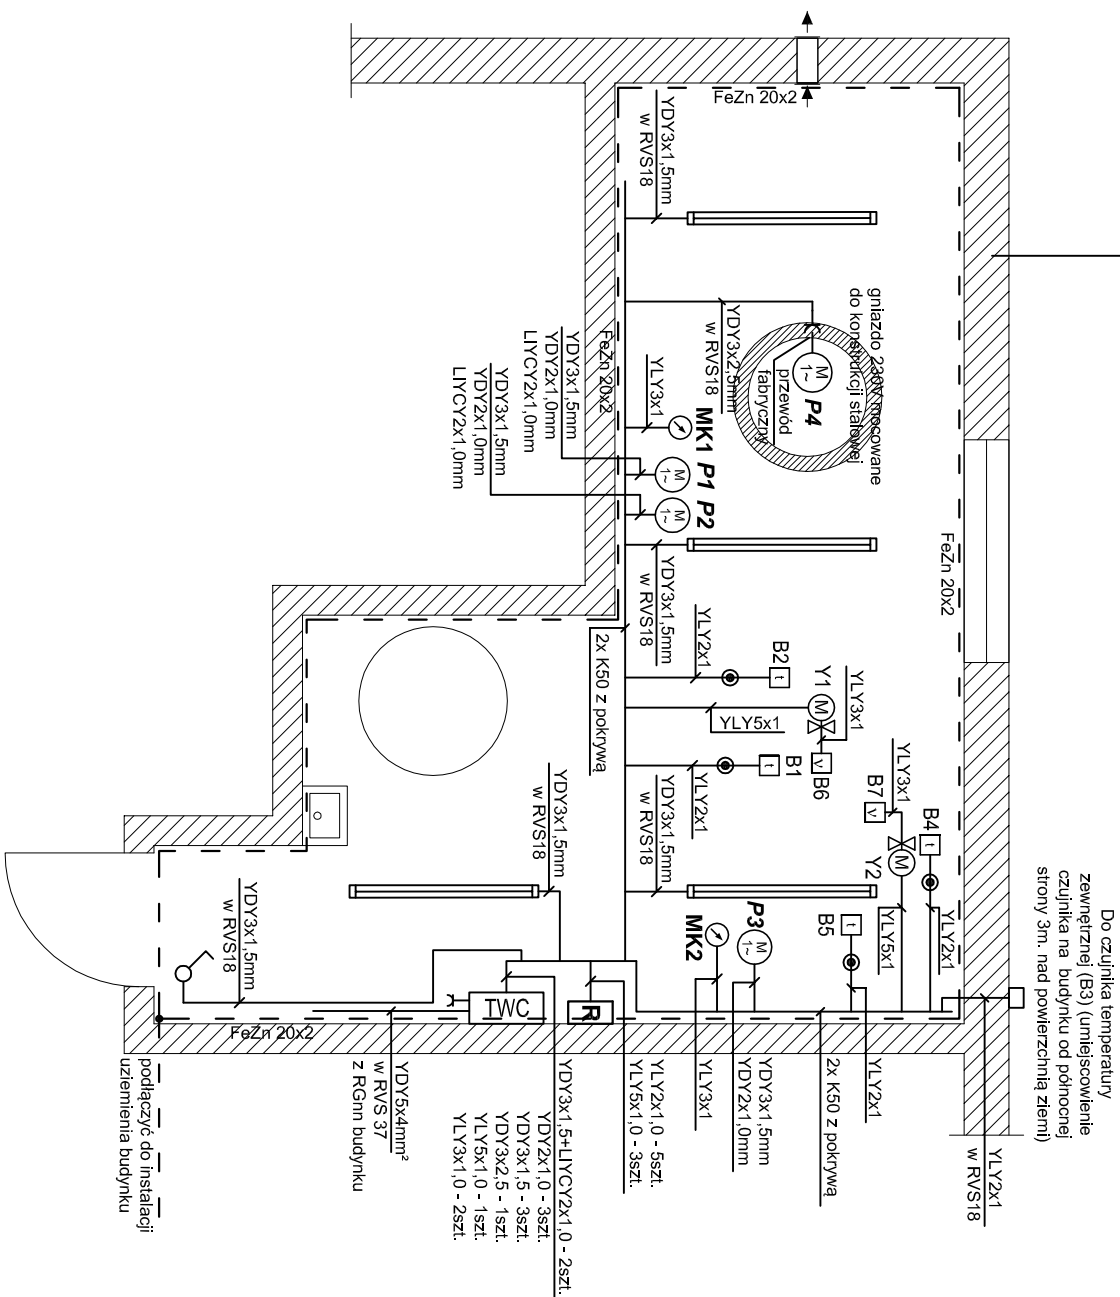 FeZn 20x2
YDY3x1,5mm
w RVS18
gniazdo 230V mocowane
do konstrukcji stalowej
YDY3x2,5mm
w RVS18
przewód
fabryczny
M
1~
P4
FeZn 20x2
YDY3x1,5mm
YDY2x1,0mm
LIYCY2x1,0mm
YDY3x1,5mm
YDY2x1,0mm
LIYCY2x1,0mm
YLY3x1
MK1
P1
P2
M
1~
M
1~
YDY3x1,5mm
w RVS18
FeZn 20x2
2x K50 z pokrywą
YLY2x1
B2
t
Y1
M
YLY3x1
YLY5x1
v
B6
YLY2x1
B1
t
YLY3x1
B7
v
B4
t
Y2
M
YLY5x1
YLY2x1
B5
t
YDY3x1,5mm
w RVS18
YDY3x1,5mm
w RVS18
P3
M
1~
MK2
YDY3x1,5mm
w RVS18
TWC
R
FeZn 20x2
Do czujnika temperatury
zewnętrznej (B3) (umiejscowienie
czujnika na budynku od północnej
strony 3m. nad powierzchnią ziemi)
YLY2x1
w RVS18
YLY2x1
2x K50 z pokrywą
YDY3x1,5mm
YDY2x1,0mm
YLY3x1
YLY2x1,0 - 5szt.
YLY5x1,0 - 3szt.
YDY3x1,5+LIYCY2x1,0 - 2szt.
YDY2x1,0 - 3szt.
YDY3x1,5 - 3szt.
YDY3x2,5 - 1szt.
YLY5x1,0 - 1szt.
YLY3x1,0 - 2szt.
YDY5x4mm²
w RVS 37
z RGnn budynku
podłączyć do instalacji
uziemienia budynku